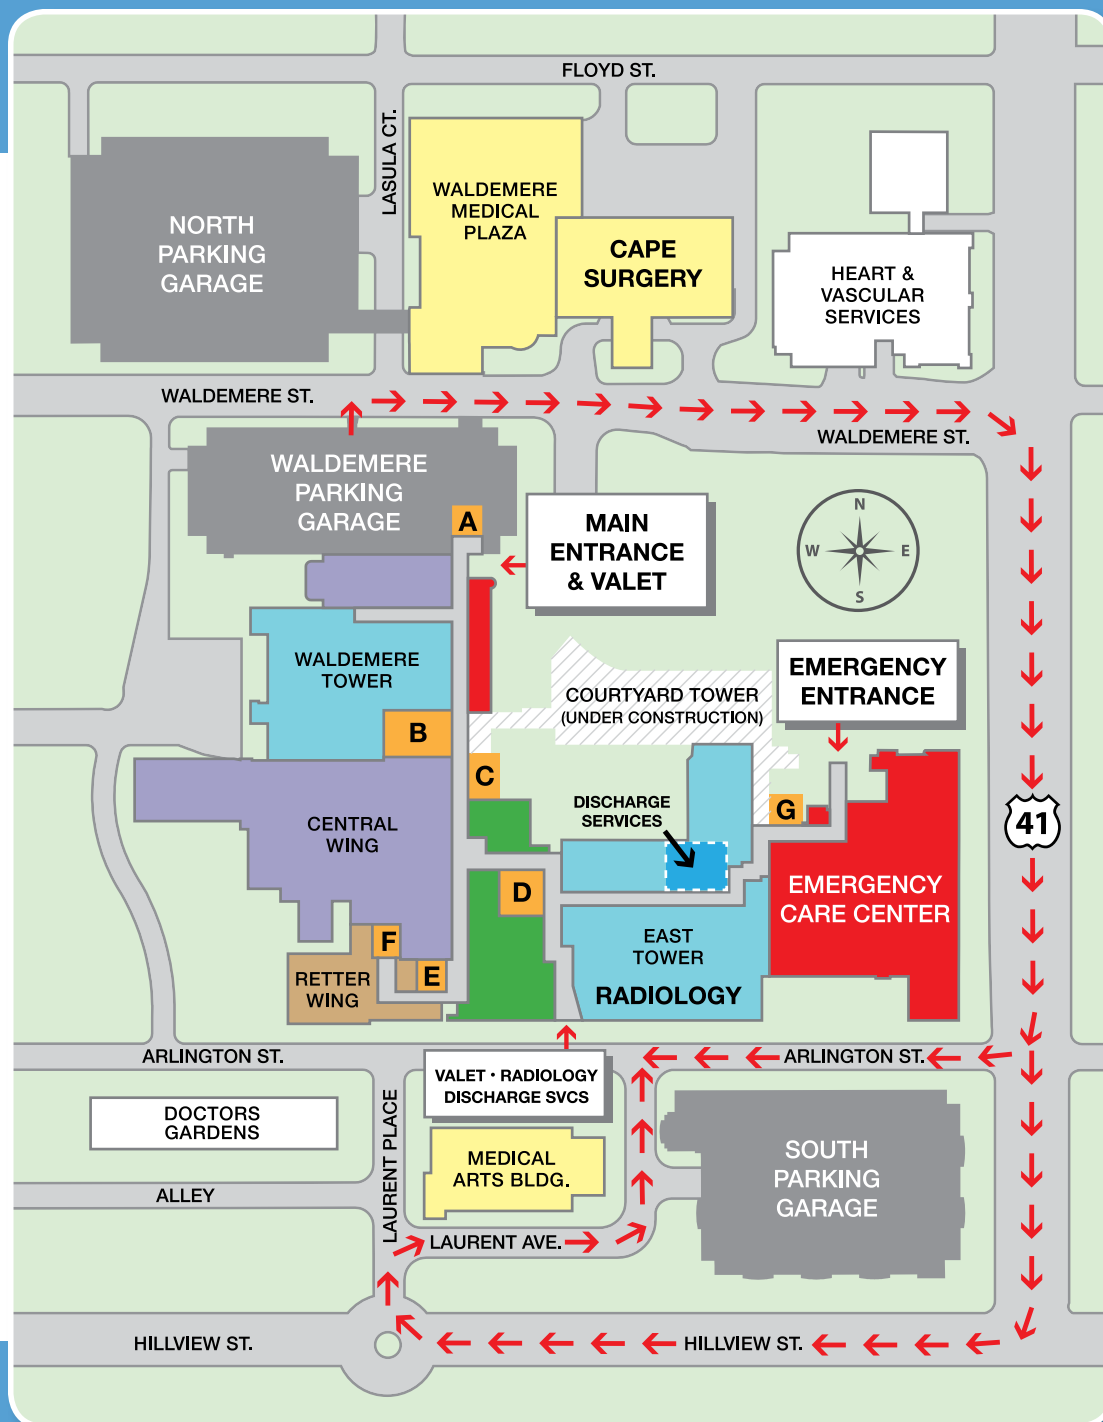 FLOYD ST.
LASULA CT.
NORTH
PARKING
GARAGE
WALDEMERE
MEDICAL
PLAZA
CAPE
SURGERY
HEART &
VASCULAR
SERVICES
WALDEMERE ST.
WALDEMERE ST.
WALDEMERE
PARKING
GARAGE
A
MAIN
ENTRANCE
& VALET
N
W
E
S
WALDEMERE
TOWER
B
COURTYARD TOWER
(UNDER CONSTRUCTION)
EMERGENCY
ENTRANCE
C
DISCHARGE
SERVICES
G
41
CENTRAL
WING
D
EMERGENCY
CARE CENTER
F
E
RETTER
WING
EAST
TOWER
RADIOLOGY
ARLINGTON ST.
ARLINGTON ST.
VALET • RADIOLOGY
DISCHARGE SVCS
DOCTORS
GARDENS
LAURENT PLACE
MEDICAL
ARTS BLDG.
SOUTH
PARKING
GARAGE
ALLEY
LAURENT AVE.
HILLVIEW ST.
HILLVIEW ST.